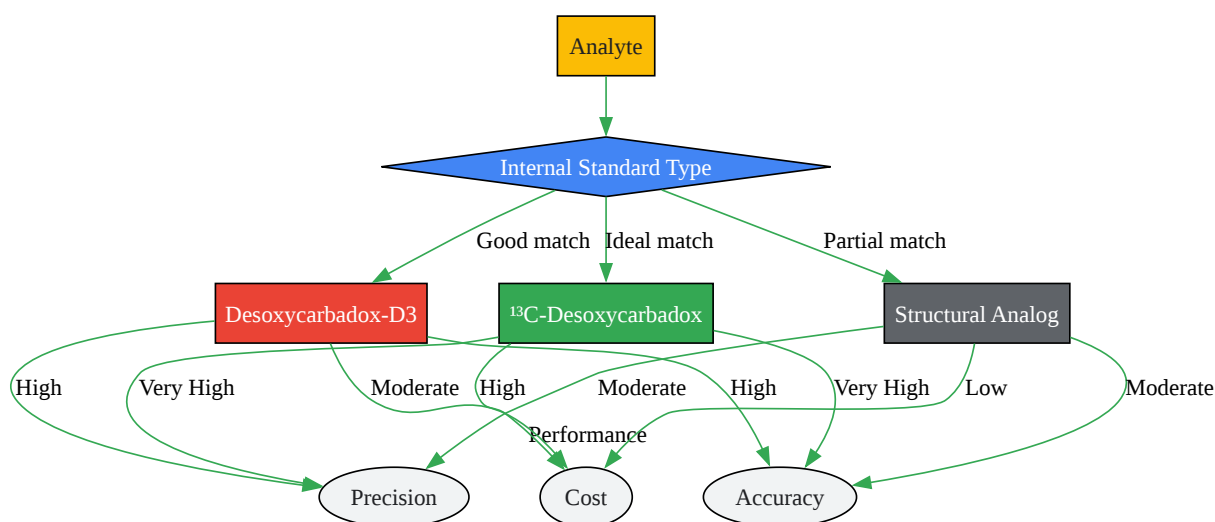 Analyte
Internal Standard Type
Good match
Ideal match
Partial match
Desoxycarbadox-D3
¹³C-Desoxycarbadox
Structural Analog
High
Very High
Moderate
High
Moderate
High
Very High
Low
Moderate
Performance
Precision
Cost
Accuracy